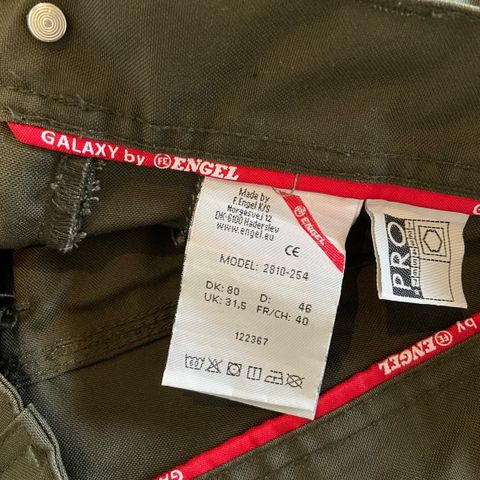 GALAXY by FE ENGEL
Made by
F. Engel K/S
Norgesvej 12
DK-6100 Haderslev
www.engel.eu
FE ENGEL
CE
MODEL: 2810-254
DK: 80 D: 46
UK: 31,5 FR/CH: 40
122367
60
PRO
by FE ENGEL
GALAXY
G